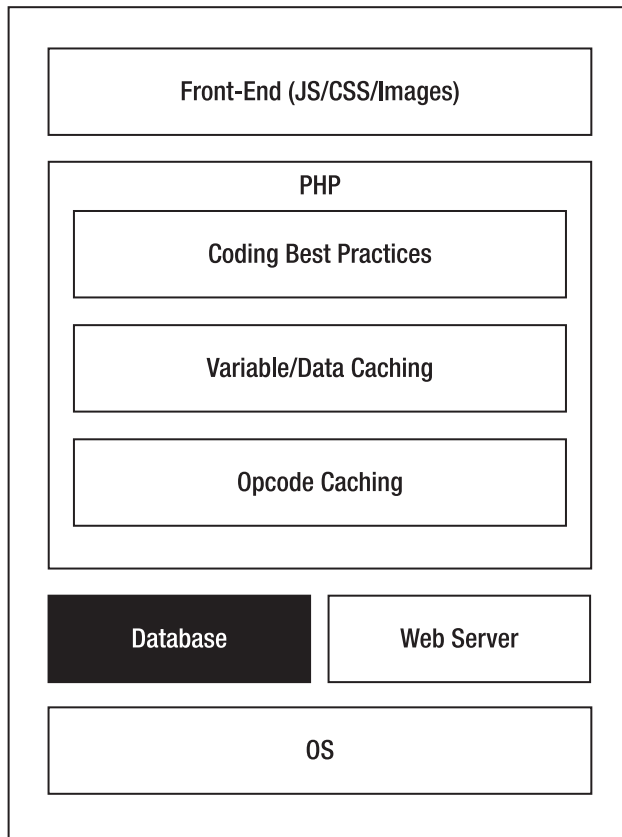 Front-End (JS/CSS/Images)
PHP
Coding Best Practices
Variable/Data Caching
Opcode Caching
Database
Web Server
OS